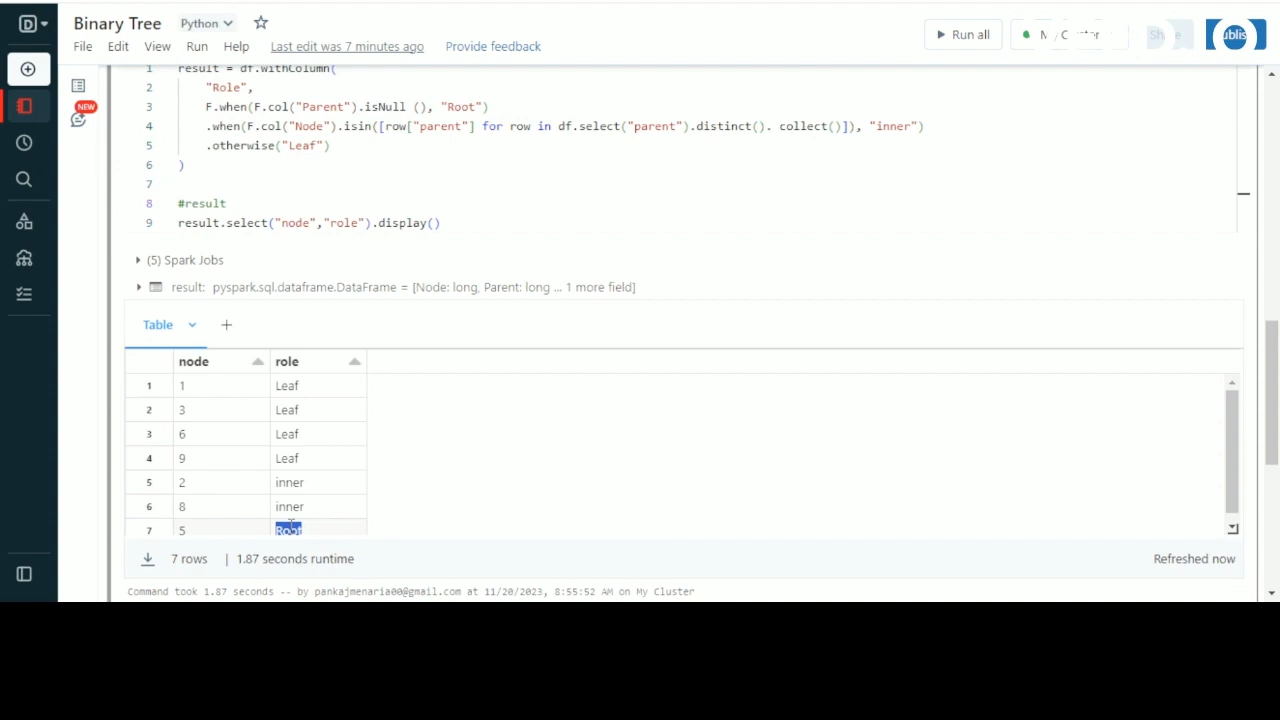 Binary Tree Python
File Edit View Run Help Last edit was 7 minutes ago Provide feedback
Run all
NEW
1 result = df.withColumn(
2 "Role",
3 F.when(F.col("Parent").isNull (), "Root")
4 .when(F.col("Node").isin([row["parent"] for row in df.select("parent").distinct(). collect()]), "inner")
5 .otherwise("Leaf")
6 )
7
8 #result
9 result.select("node","role").display()
(5) Spark Jobs
result: pyspark.sql.dataframe.DataFrame = [Node: long, Parent: long ... 1 more field]
Table +
node role
1 1 Leaf
2 3 Leaf
3 6 Leaf
4 9 Leaf
5 2 inner
6 8 inner
7 5 Root
7 rows | 1.87 seconds runtime Refreshed now
Command took 1.87 seconds -- by pankajmenaria00@gmail.com at 11/20/2023, 8:55:52 AM on My Cluster